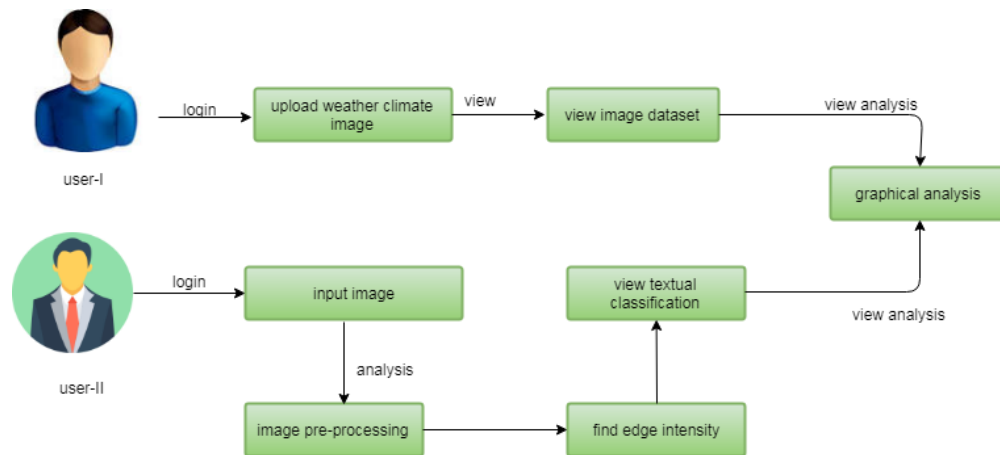 login
upload weather climate
image
view
view image dataset
view analysis
user-I
graphical analysis
login
input image
view textual
classification
view analysis
analysis
user-II
image pre-processing
find edge intensity